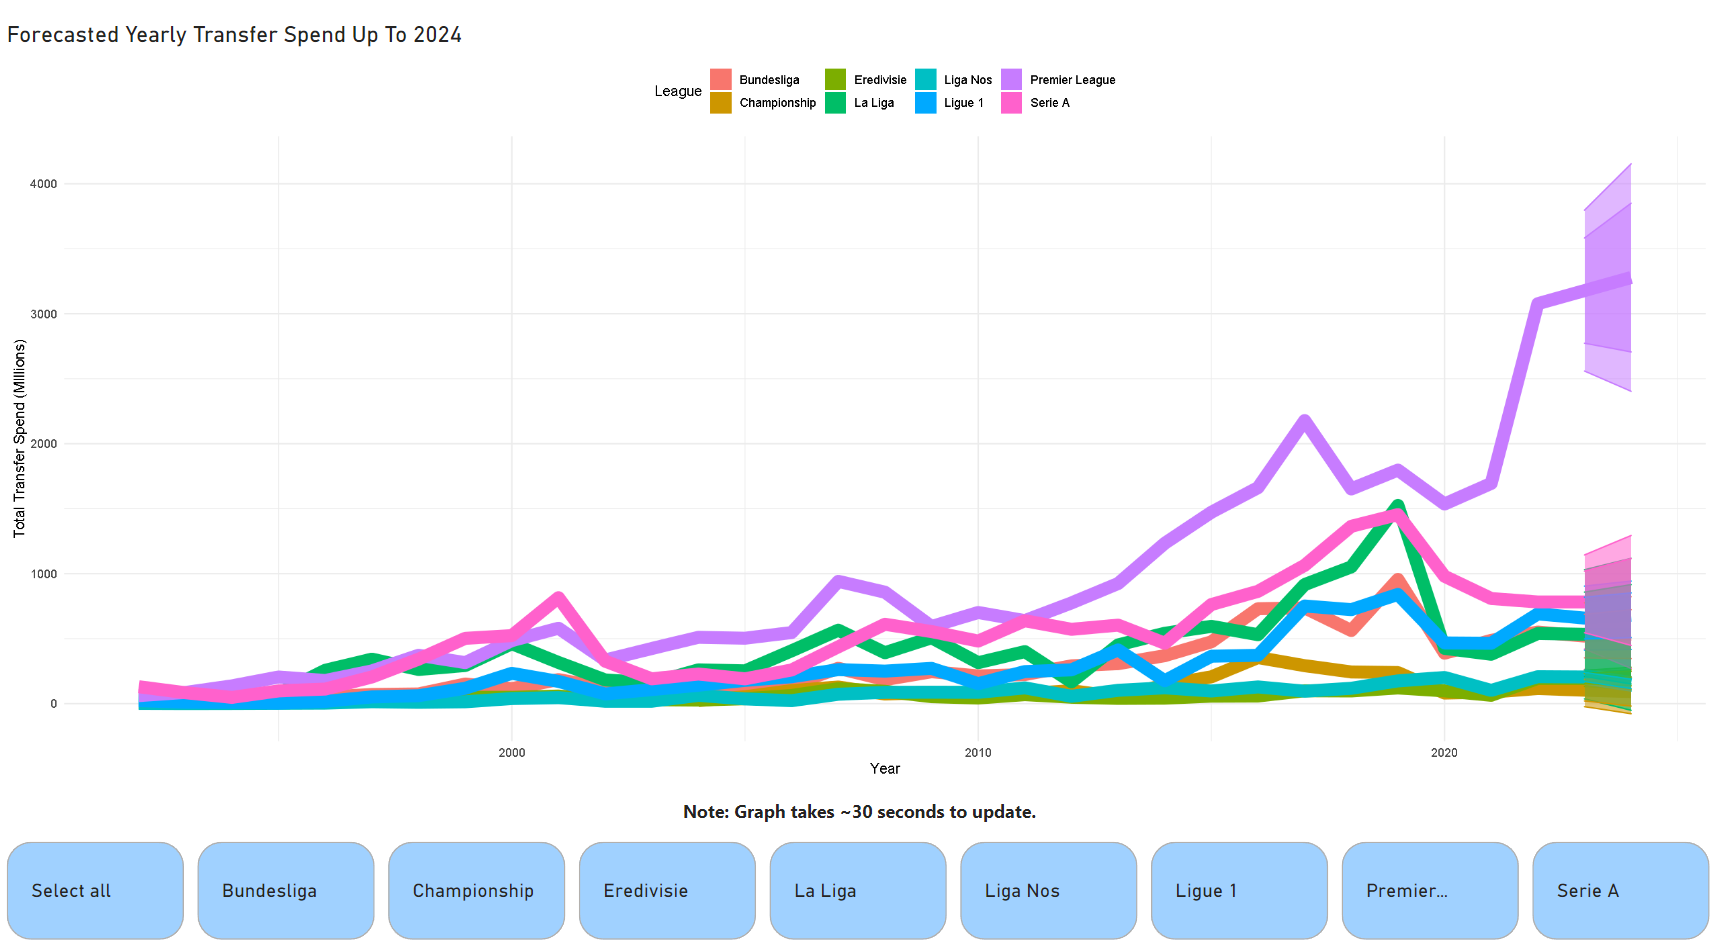 Forecasted Yearly Transfer Spend Up To 2024
League
Bundesliga
Eredivisie
Liga Nos
Premier League
Championship
La Liga
Ligue 1
Serie A
Total Transfer Spend (Millions)
4000
3000
2000
1000
0
2000
2010
2020
Year
Note: Graph takes ~30 seconds to update.
Select all
Bundesliga
Championship
Eredivisie
La Liga
Liga Nos
Ligue 1
Premier...
Serie A